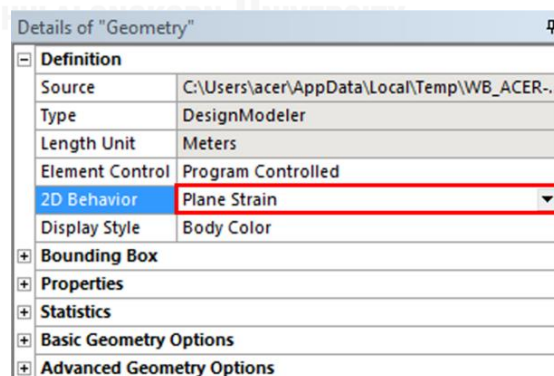 Details of "Geometry"
Definition
Source C:\Users\acer\AppData\Local\Temp\WB_ACER-..
Type DesignModeler
Length Unit Meters
Element Control Program Controlled
2D Behavior Plane Strain
Display Style Body Color
Bounding Box
Properties
Statistics
Basic Geometry Options
Advanced Geometry Options